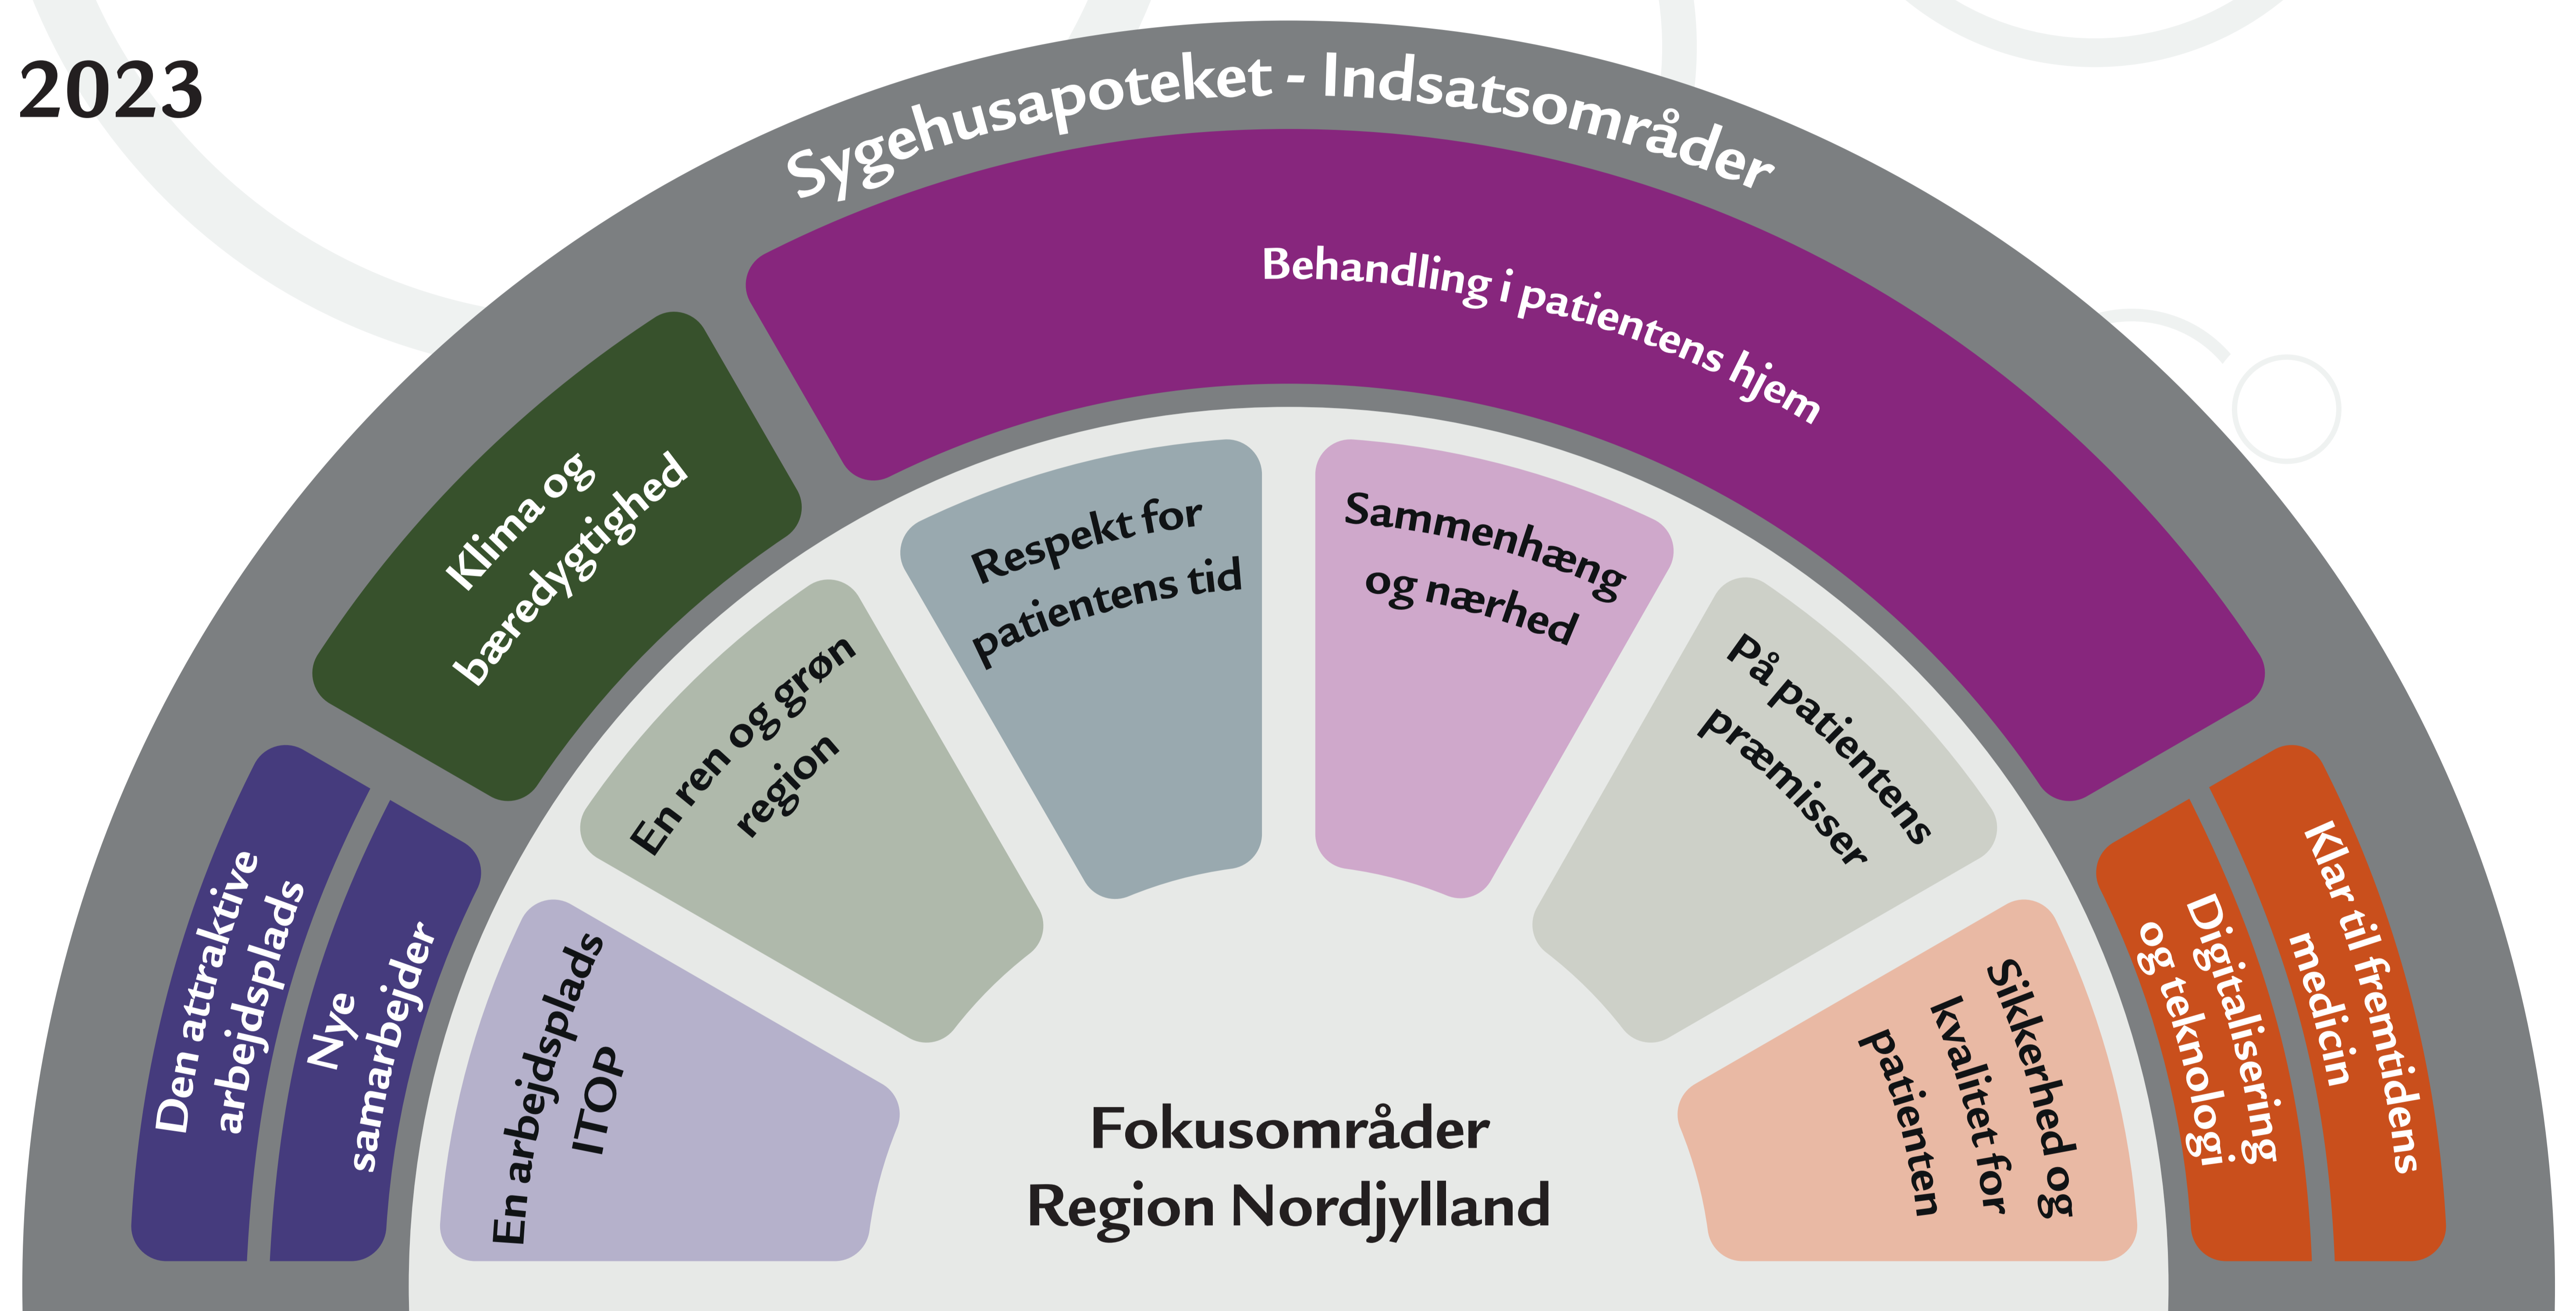 2023
Sygehusapoteket - Indsatsområder
Behandling i patientens hjem
Klima og
bæredygtighed
Den attraktive
arbejdsplads
Nye
samarbejder
Klar til fremtidens
medicin
Digitalisering
og teknologi
En arbejdsplads
ITOP
En ren og grøn
region
Respekt for
patientens tid
Sammenhæng
og nærhed
På patientens
præmisser
Sikkerhed og
kvalitet for
patienten
Fokusområder
Region Nordjylland